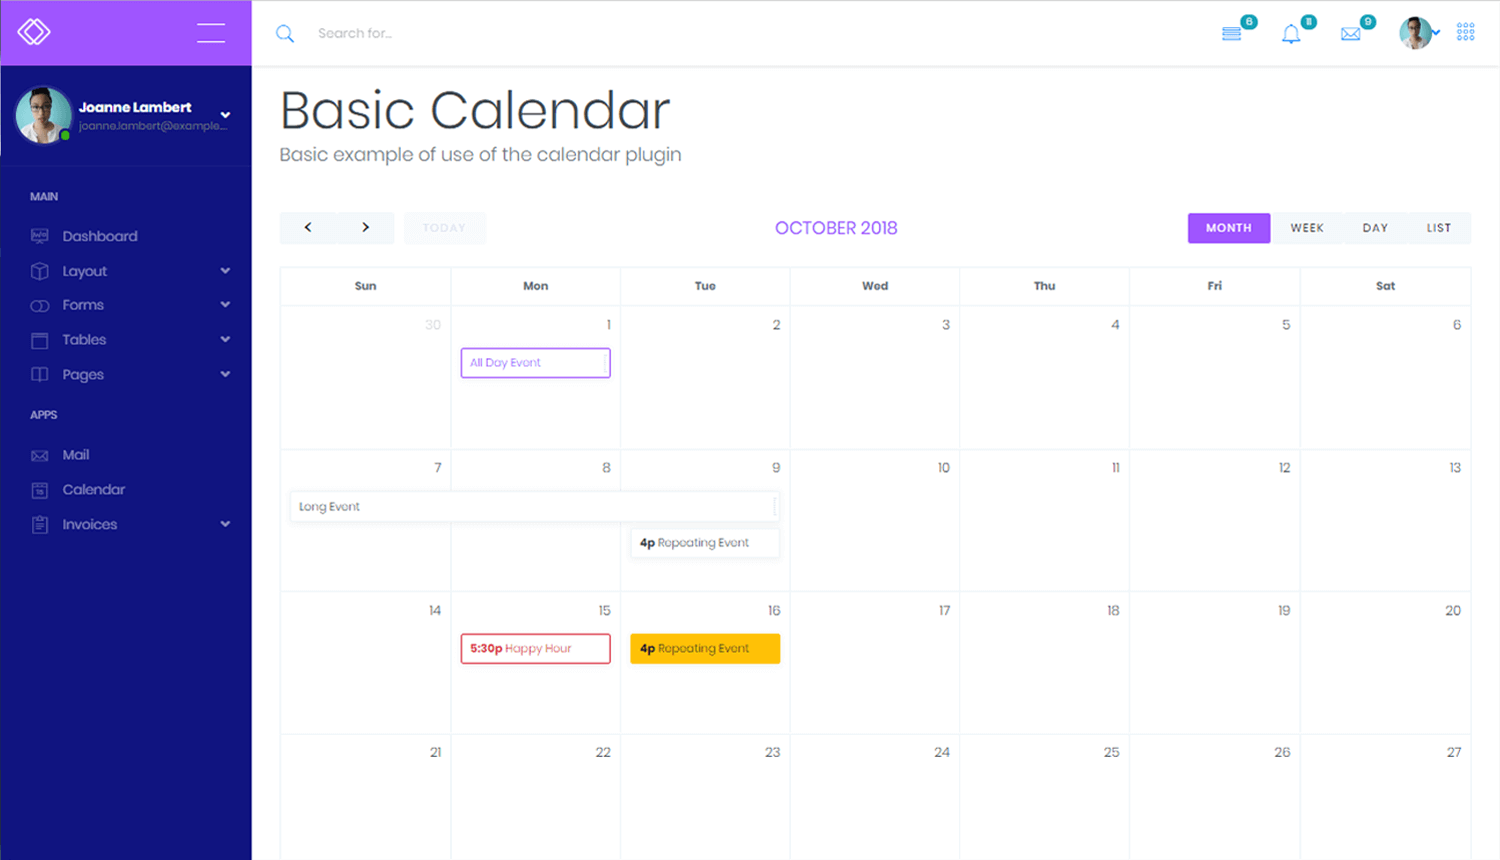 Search for...
6
11
9
Joanne Lambert
joanne.lambert@example...
MAIN
Dashboard
Layout
Forms
Tables
Pages
APPS
Mail
Calendar
Invoices
Basic Calendar
Basic example of use of the calendar plugin
TODAY
OCTOBER 2018
MONTH WEEK DAY LIST
Sun Mon Tue Wed Thu Fri Sat
30 1 2 3 4 5 6
All Day Event
7 8 9 10 11 12 13
Long Event
4p Repeating Event
14 15 16 17 18 19 20
5:30p Happy Hour 4p Repeating Event
21 22 23 24 25 26 27